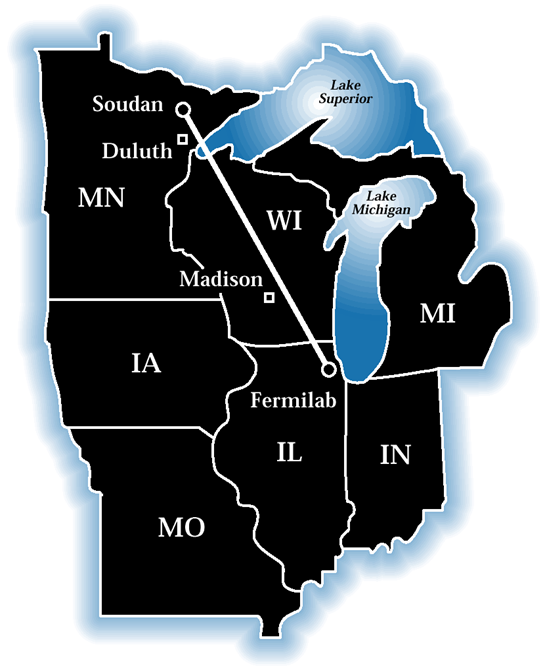 Lake
Superior
Soudan
Duluth
MN
Lake
Michigan
WI
Madison
MI
IA
Fermilab
IL
IN
MO